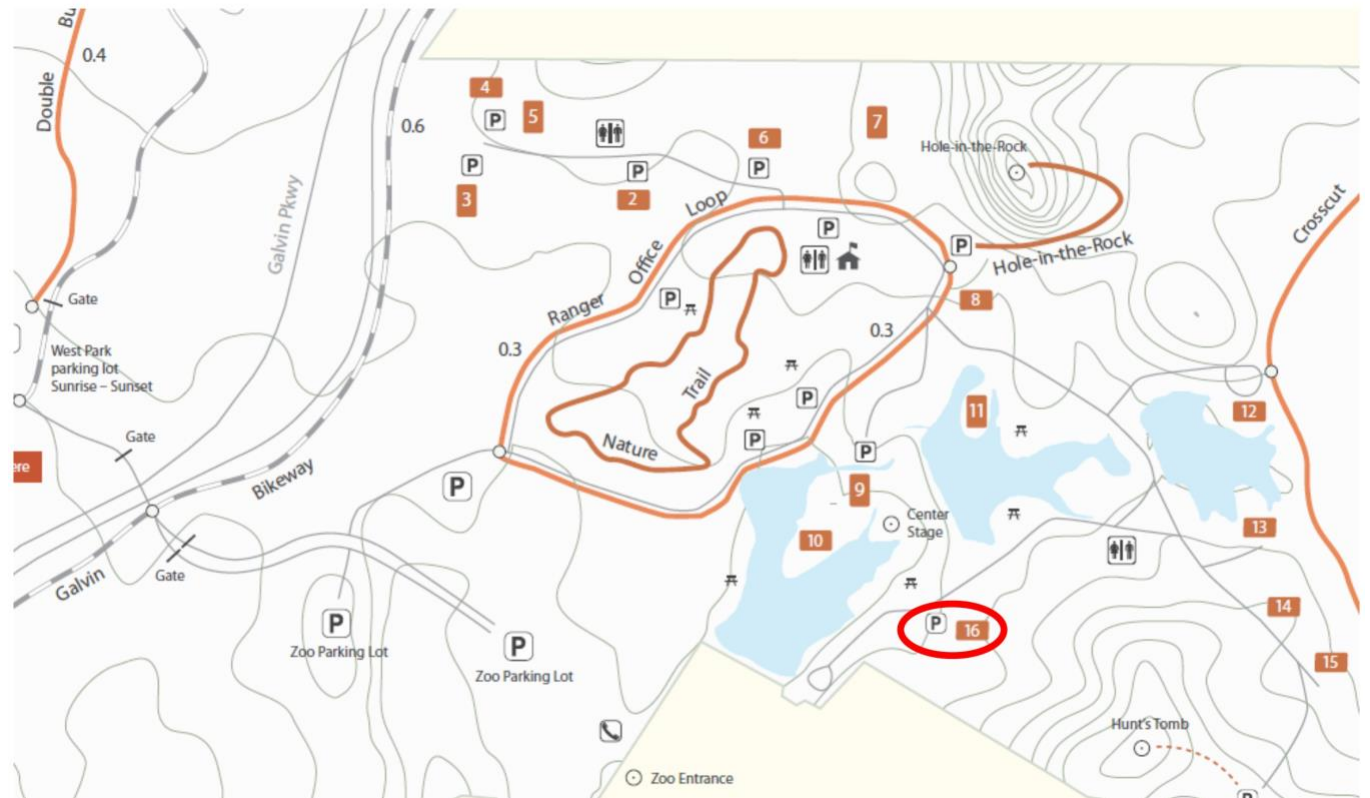 Bu
0.4
Double
4
5
P
0.6
6
P
7
Hole-in-the-Rock
P
3
P
2
Galvin Pkwy
Loop
Crosscut
P
Office
P
Hole-in-the-Rock
Gate
P
Ranger
8
0.3
0.3
West Park
parking lot
Sunrise – Sunset
Trail
P
11
12
Gate
Nature
P
P
ere
Bikeway
P
9
Center
Stage
10
13
Gate
Galvin
P
Zoo Parking Lot
P
Zoo Parking Lot
P
16
14
15
Hunt's Tomb
Zoo Entrance
P